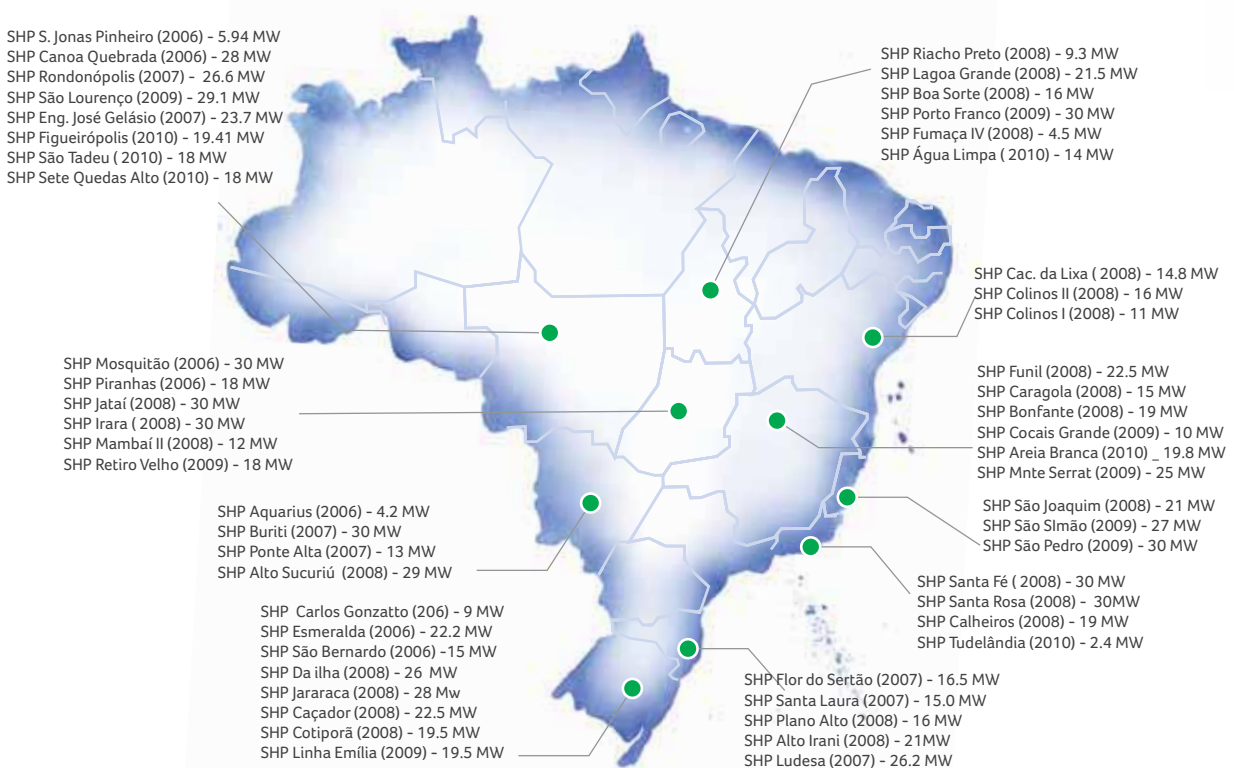 SHP S. Jonas Pinheiro (2006) - 5.94 MW
SHP Canoa Quebrada (2006) - 28 MW
SHP Rondonópolis (2007) - 26.6 MW
SHP São Lourenço (2009) - 29.1 MW
SHP Eng. José Gelásio (2007) - 23.7 MW
SHP Figueirópolis (2010) - 19.41 MW
SHP São Tadeu ( 2010) - 18 MW
SHP Sete Quedas Alto (2010) - 18 MW
SHP Riacho Preto (2008) - 9.3 MW
SHP Lagoa Grande (2008) - 21.5 MW
SHP Boa Sorte (2008) - 16 MW
SHP Porto Franco (2009) - 30 MW
SHP Fumaça IV (2008) - 4.5 MW
SHP Água Limpa ( 2010) - 14 MW
SHP Cac. da Lixa ( 2008) - 14.8 MW
SHP Colinos II (2008) - 16 MW
SHP Colinos I (2008) - 11 MW
SHP Mosquitão (2006) - 30 MW
SHP Piranhas (2006) - 18 MW
SHP Jataí (2008) - 30 MW
SHP Irara ( 2008) - 30 MW
SHP Mambaí II (2008) - 12 MW
SHP Retiro Velho (2009) - 18 MW
SHP Funil (2008) - 22.5 MW
SHP Caragola (2008) - 15 MW
SHP Bonfante (2008) - 19 MW
SHP Cocais Grande (2009) - 10 MW
SHP Areia Branca (2010) _ 19.8 MW
SHP Mnte Serrat (2009) - 25 MW
SHP São Joaquim (2008) - 21 MW
SHP São SImão (2009) - 27 MW
SHP São Pedro (2009) - 30 MW
SHP Aquarius (2006) - 4.2 MW
SHP Buriti (2007) - 30 MW
SHP Ponte Alta (2007) - 13 MW
SHP Alto Sucuriú (2008) - 29 MW
SHP Santa Fé ( 2008) - 30 MW
SHP Santa Rosa (2008) - 30MW
SHP Calheiros (2008) - 19 MW
SHP Tudelândia (2010) - 2.4 MW
SHP Carlos Gonzatto (206) - 9 MW
SHP Esmeralda (2006) - 22.2 MW
SHP São Bernardo (2006) -15 MW
SHP Da ilha (2008) - 26 MW
SHP Jararaca (2008) - 28 Mw
SHP Caçador (2008) - 22.5 MW
SHP Cotiporã (2008) - 19.5 MW
SHP Linha Emília (2009) - 19.5 MW
SHP Flor do Sertão (2007) - 16.5 MW
SHP Santa Laura (2007) - 15.0 MW
SHP Plano Alto (2008) - 16 MW
SHP Alto Irani (2008) - 21MW
SHP Ludesa (2007) - 26.2 MW